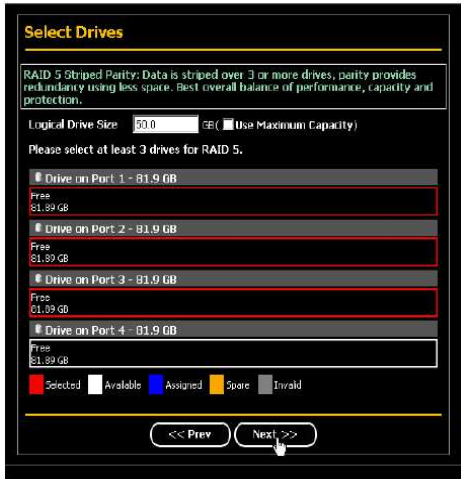 Select Drives
RAID 5 Striped Parity: Data is striped over 3 or more drives, parity provides
redundancy using less space. Best overall balance of performance, capacity and
protection.
Logical Drive Size 50.0 GB ( Use Maximum Capacity)
Please select at least 3 drives for RAID 5.
Drive on Port 1 - 81.9 GB
Free
81.89 GB
Drive on Port 2 - 81.9 GB
Free
81.89 GB
Drive on Port 3 - 81.9 GB
Free
81.89 GB
Drive on Port 4 - 81.9 GB
Free
81.89 GB
Selected Available Assigned Spare Invalid
<< Prev Next >>